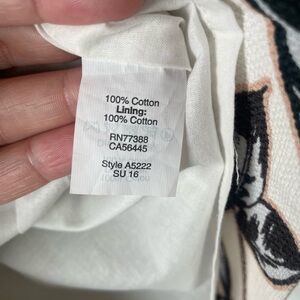 100% Cotton
Lining:
100% Cotton
RN77388
CA56445
Style A5222
SU 16